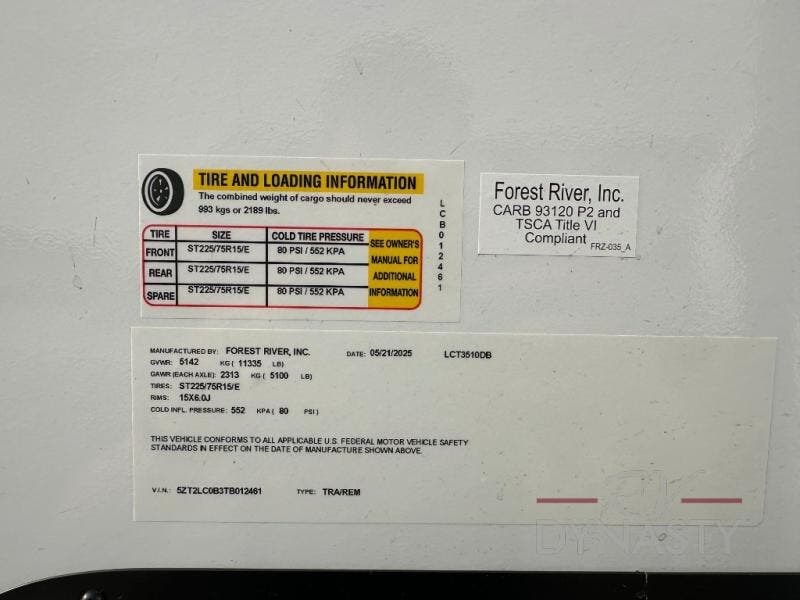 TIRE AND LOADING INFORMATION
The combined weight of cargo should never exceed
993 kgs or 2189 lbs.
TIRE SIZE COLD TIRE PRESSURE
FRONT ST225/75R15/E 80 PSI / 552 KPA
REAR ST225/75R15/E 80 PSI / 552 KPA
SPARE ST225/75R15/E 80 PSI / 552 KPA
SEE OWNER'S
MANUAL FOR
ADDITIONAL
INFORMATION
LCB012461
Forest River, Inc.
CARB 93120 P2 and
TSCA Title VI
Compliant
FRZ-035_A
MANUFACTURED BY: FOREST RIVER, INC. DATE: 05/21/2025 LCT3510DB
GVWR: 5142 KG ( 11335 LB)
GAWR (EACH AXLE): 2313 KG ( 5100 LB)
TIRES: ST225/75R15/E
RIMS: 15X6.0J
COLD INFL. PRESSURE: 552 KPA ( 80 PSI )
THIS VEHICLE CONFORMS TO ALL APPLICABLE U.S. FEDERAL MOTOR VEHICLE SAFETY
STANDARDS IN EFFECT ON THE DATE OF MANUFACTURE SHOWN ABOVE.
V.I.N.: 5ZT2LC0B3TB012461 TYPE: TRA/REM
DYNASTY